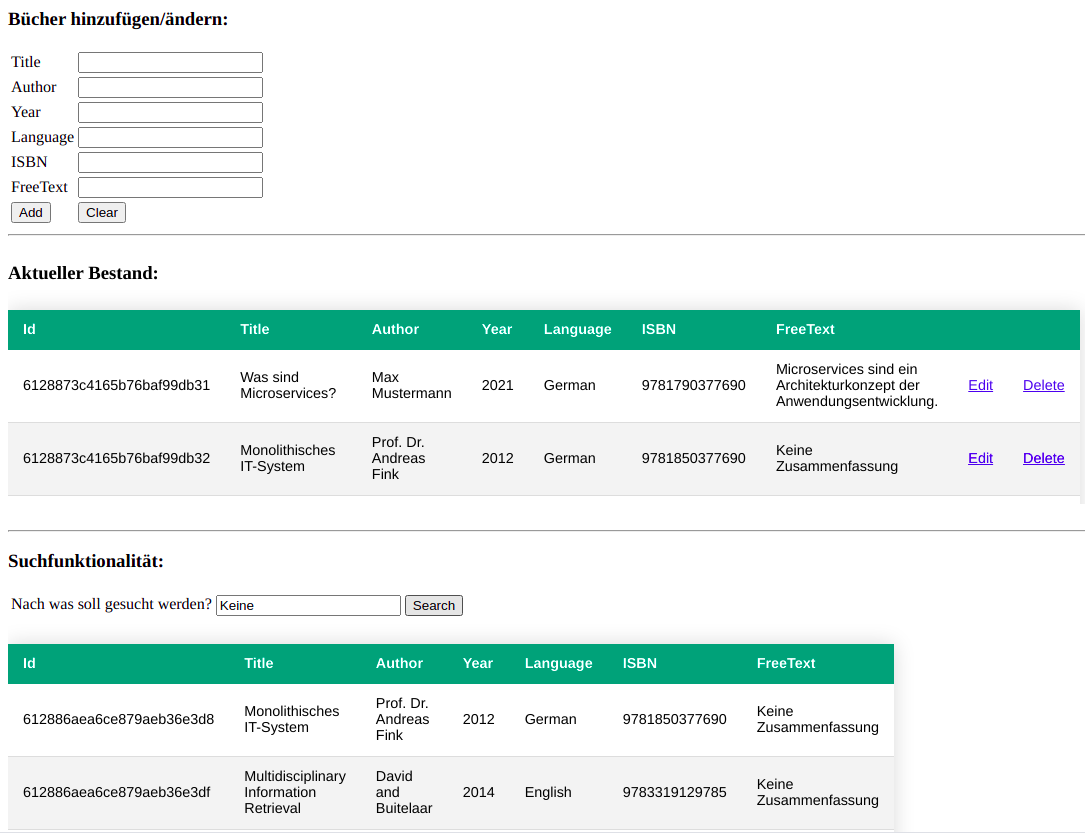 Bücher hinzufügen/ändern:
Title
Author
Year
Language
ISBN
FreeText
Add Clear
Aktueller Bestand:
Id Title Author Year Language ISBN FreeText
6128873c4165b76baf99db31 Was sind Microservices? Max Mustermann 2021 German 9781790377690 Microservices sind ein Architekturkonzept der Anwendungsentwicklung. Edit Delete
6128873c4165b76baf99db32 Monolithisches IT-System Prof. Dr. Andreas Fink 2012 German 9781850377690 Keine Zusammenfassung Edit Delete
Suchfunktionalität:
Nach was soll gesucht werden? Keine Search
Id Title Author Year Language ISBN FreeText
612886aea6ce879aeb36e3d8 Monolithisches IT-System Prof. Dr. Andreas Fink 2012 German 9781850377690 Keine Zusammenfassung
612886aea6ce879aeb36e3df Multidisciplinary Information Retrieval David and Buitelaar 2014 English 9783319129785 Keine Zusammenfassung